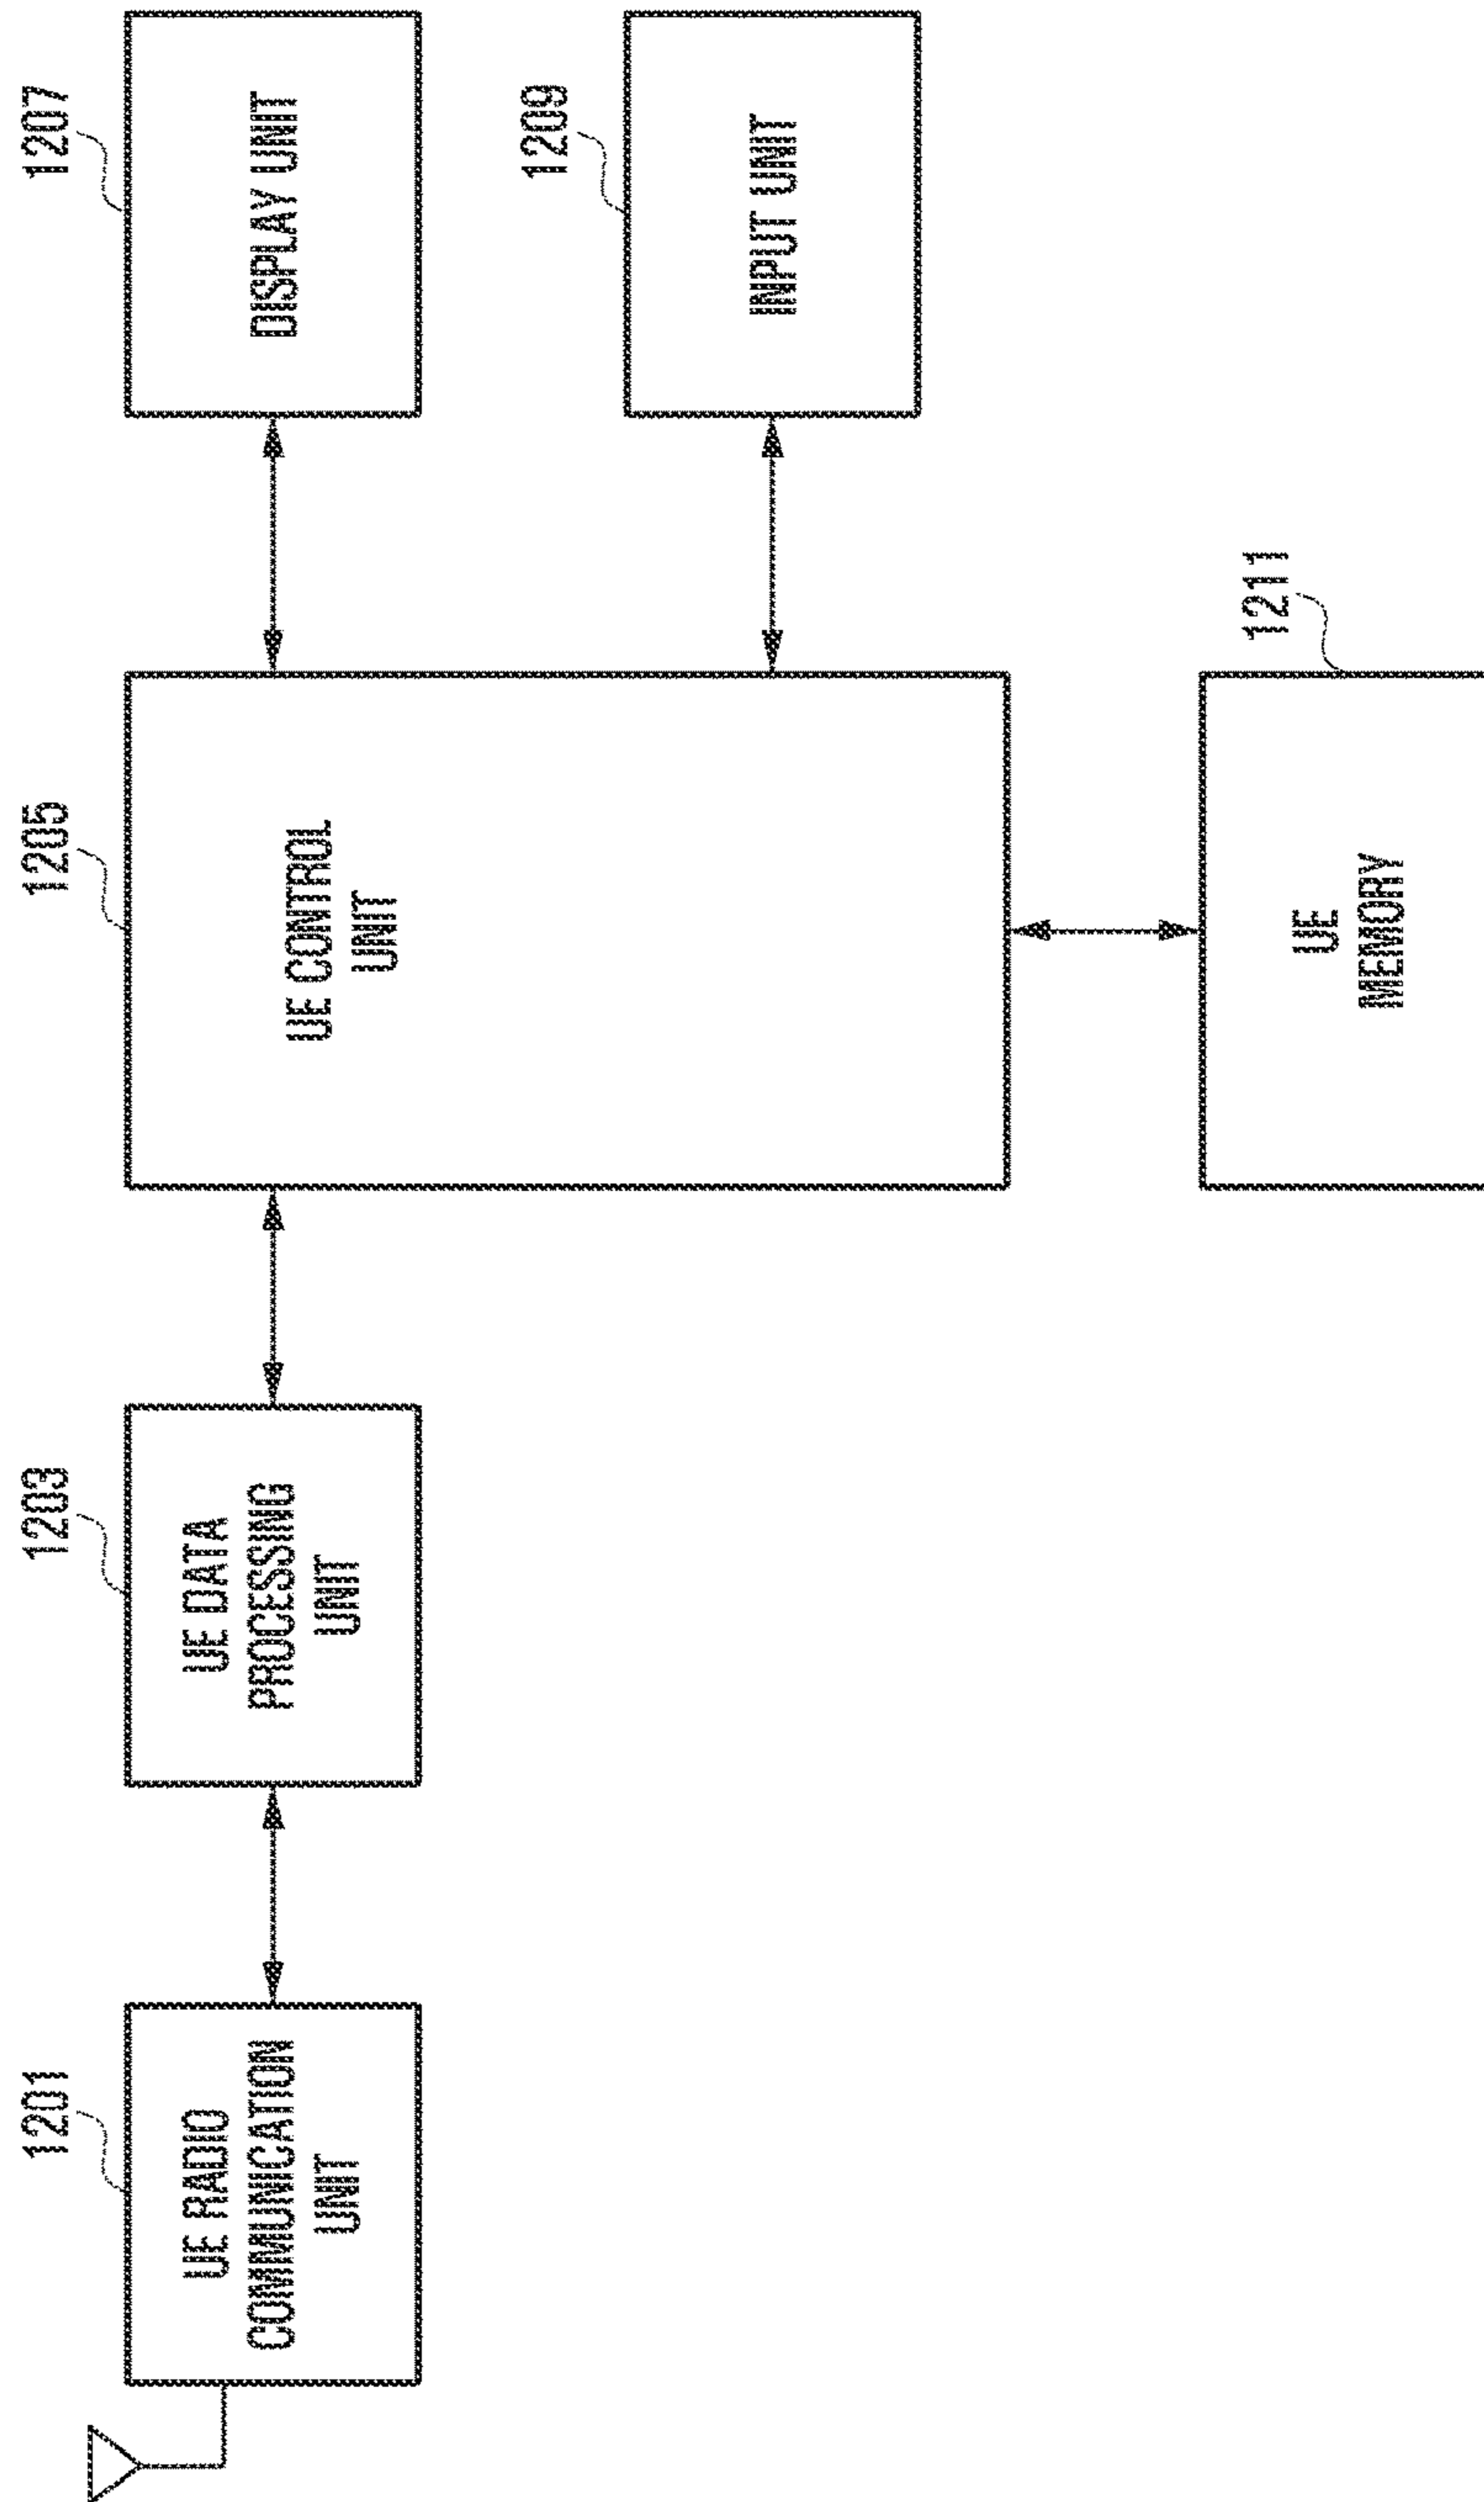 1201
UE RADIO
COMMUNICATION
UNIT
1203
UE DATA
PROCESSING
UNIT
1205
UE CONTROL
UNIT
1207
DISPLAY UNIT
1209
INPUT UNIT
1211
UE
MEMORY